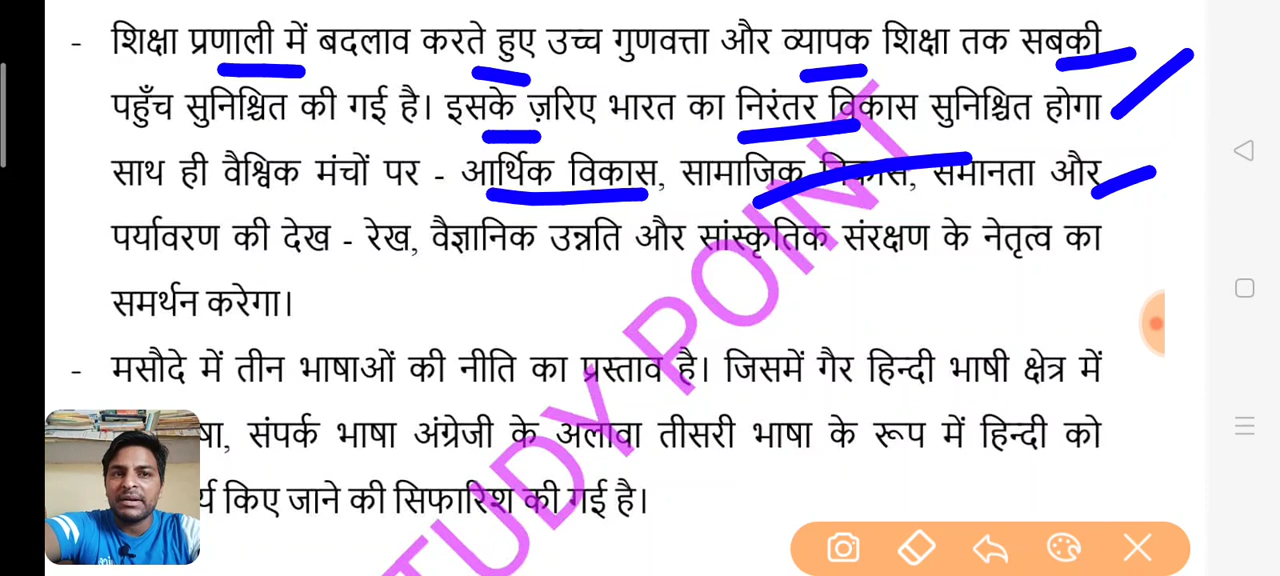 - शिक्षा प्रणाली में बदलाव करते हुए उच्च गुणवत्ता और व्यापक शिक्षा तक सबकी
पहुँच सुनिश्चित की गई है। इसके ज़रिए भारत का निरंतर विकास सुनिश्चित होगा
साथ ही वैश्विक मंचों पर - आर्थिक विकास, सामाजिक विकास, समानता और
पर्यावरण की देख - रेख, वैज्ञानिक उन्नति और सांस्कृतिक संरक्षण के नेतृत्व का
समर्थन करेगा।
- मसौदे में तीन भाषाओं की नीति का प्रस्ताव है। जिसमें गैर हिन्दी भाषी क्षेत्र में
संपर्क भाषा अंग्रेजी के अलावा तीसरी भाषा के रूप में हिन्दी को
किए जाने की सिफारिश की गई है।
STUDY POINT